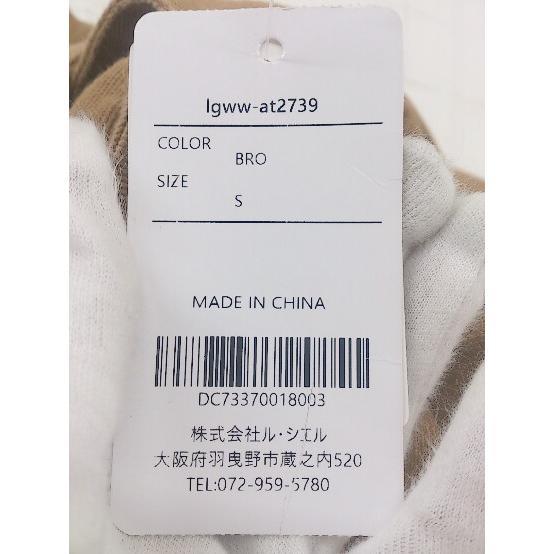 lgww-at2739
COLOR
BRO
SIZE
S
MADE IN CHINA
DC73370018003
株式会社ル・シエル
大阪府羽曳野市蔵之内520
TEL:072-959-5780